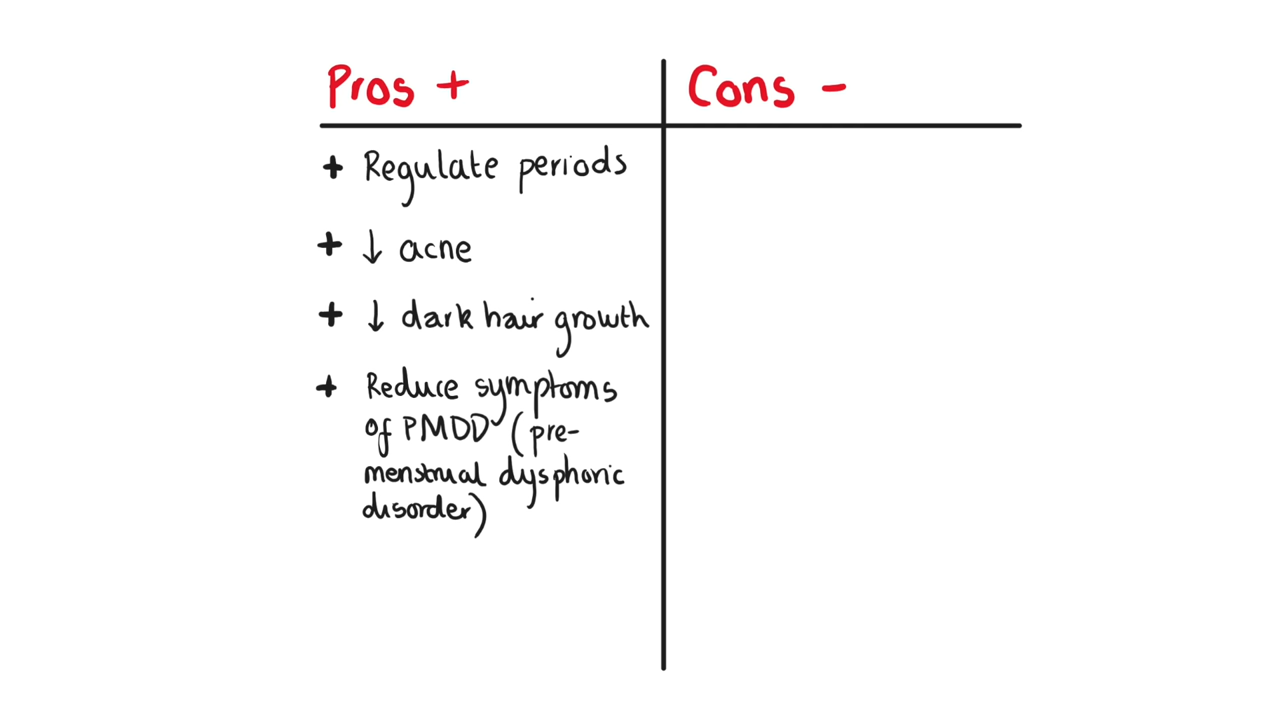 Pros +
Cons -
+ Regulate periods
+ ↓ acne
+ ↓ dark hair growth
+ Reduce symptoms
of PMDD (pre-
menstrual dysphoric
disorder)